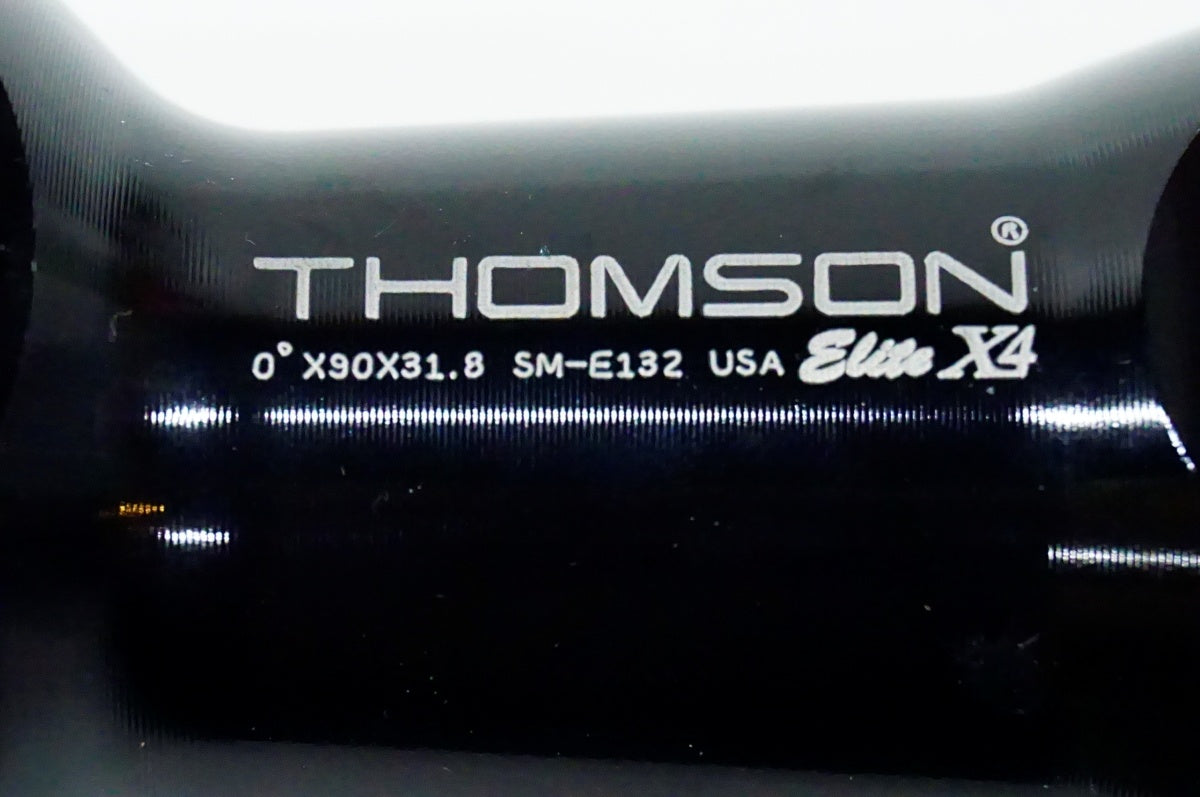 THOMSON®
0° X90X31.8 SM-E132 USA Elite X4